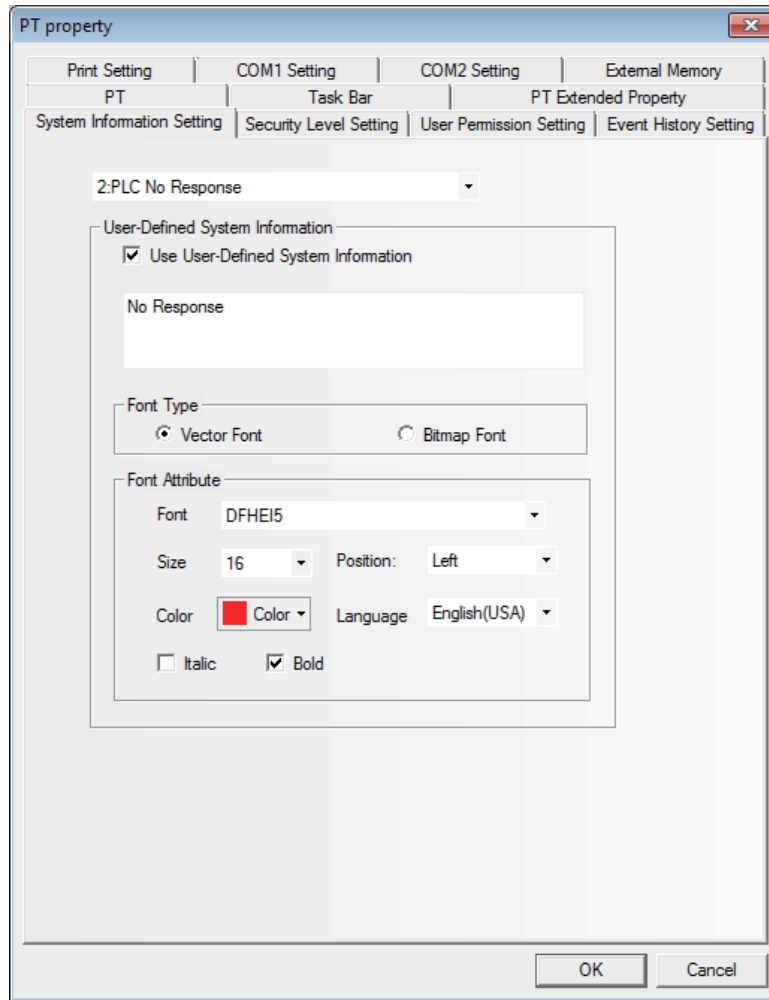 PT property
Print Setting COM1 Setting COM2 Setting External Memory
PT Task Bar PT Extended Property
System Information Setting Security Level Setting User Permission Setting Event History Setting
2:PLC No Response
User-Defined System Information
Use User-Defined System Information
No Response
Font Type
Vector Font Bitmap Font
Font Attribute
Font DFHEI5
Size 16 Position: Left
Color Color Language English(USA)
Italic Bold
OK Cancel